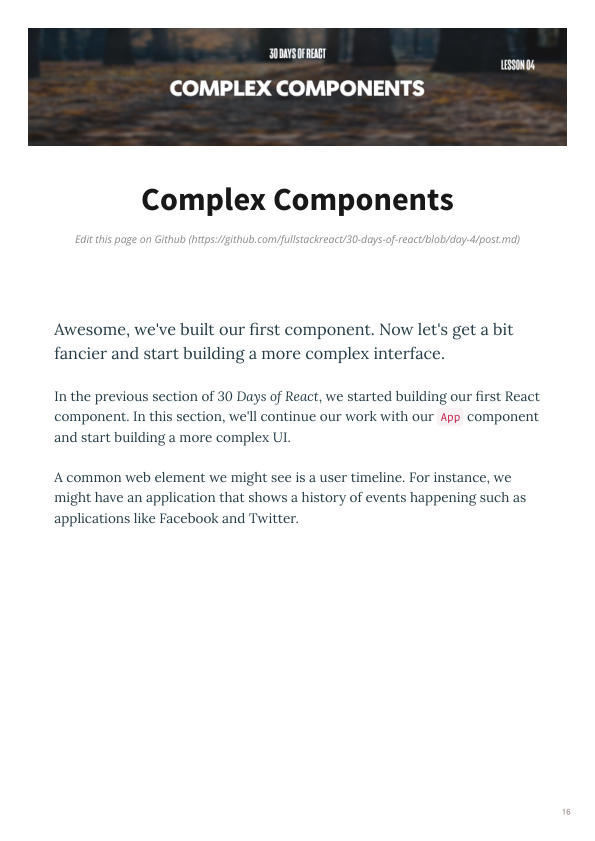 30 DAYS OF REACT
LESSON 04
COMPLEX COMPONENTS
Complex Components
Edit this page on Github (https://github.com/fullstackreact/30-days-of-react/blob/day-4/post.md)
Awesome, we've built our first component. Now let's get a bit
fancier and start building a more complex interface.
In the previous section of 30 Days of React, we started building our first React
component. In this section, we'll continue our work with our App component
and start building a more complex UI.
A common web element we might see is a user timeline. For instance, we
might have an application that shows a history of events happening such as
applications like Facebook and Twitter.
16